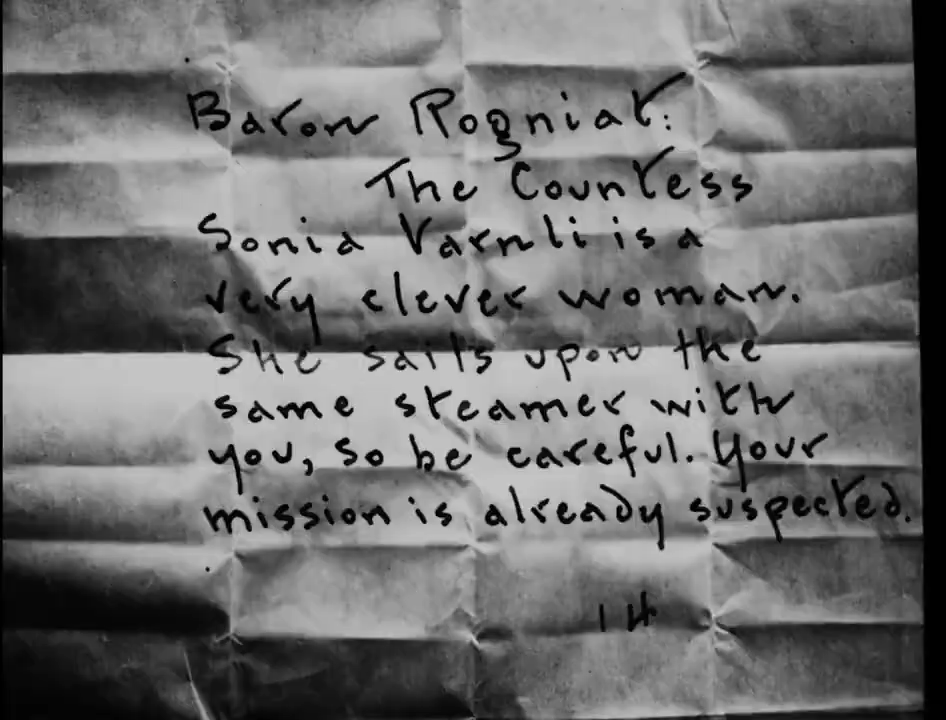 Baron Rogniat:
The Countess
Sonia Varnli is a
very clever woman.
She sails upon the
same steamer with
you, so be careful. Your
mission is already suspected.
14